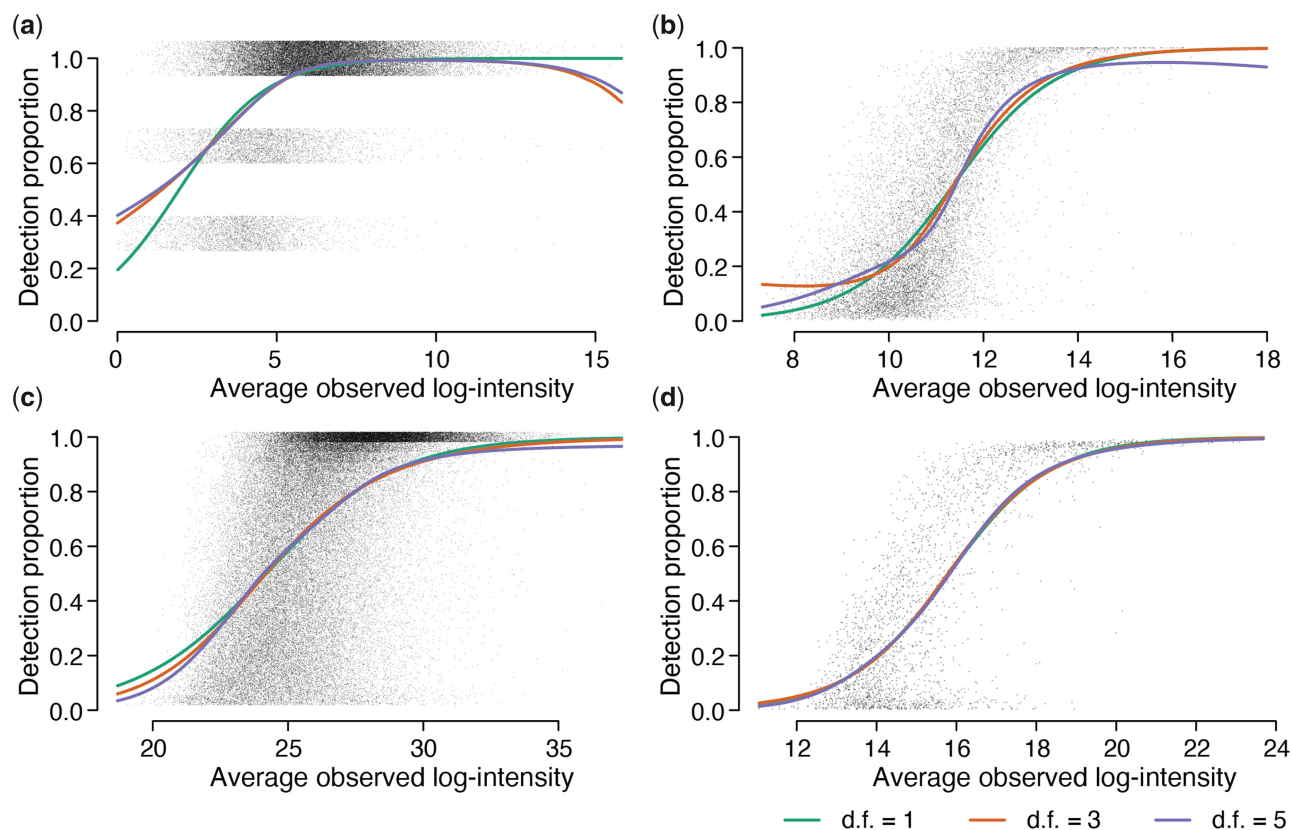 (a)
Detection proportion
1.0
0.8
0.6
0.4
0.2
0.0
0 5 10 15
Average observed log-intensity
(b)
Detection proportion
1.0
0.8
0.6
0.4
0.2
0.0
8 10 12 14 16 18
Average observed log-intensity
(c)
Detection proportion
1.0
0.8
0.6
0.4
0.2
0.0
20 25 30 35
Average observed log-intensity
(d)
Detection proportion
1.0
0.8
0.6
0.4
0.2
0.0
12 14 16 18 20 22 24
Average observed log-intensity
d.f. = 1 d.f. = 3 d.f. = 5